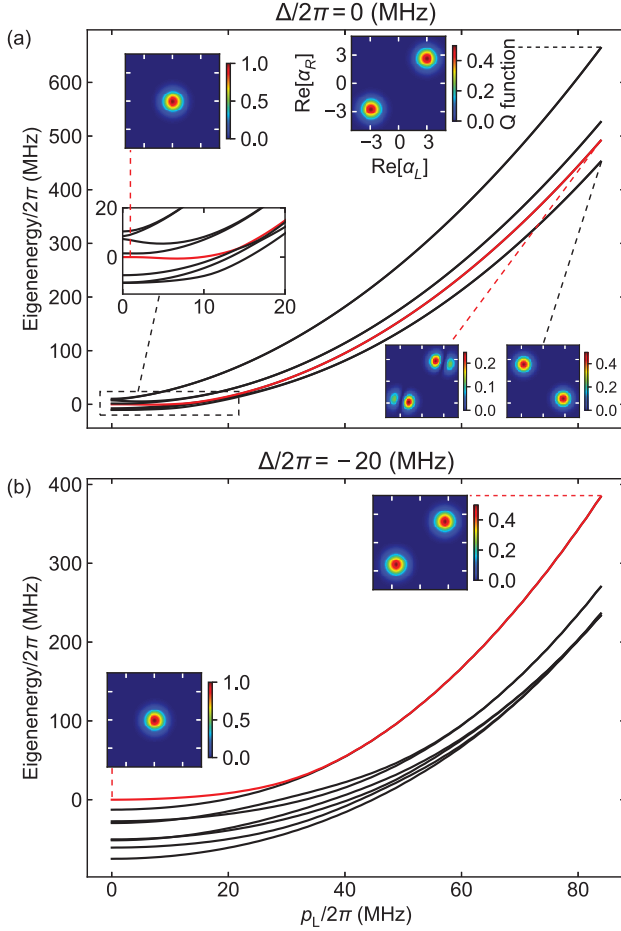 Δ/2π = 0 (MHz)
(a)
Eigenenergy/2π (MHz)
600
500
400
300
200
100
0
1.0
0.5
0.0
Re[α_R]
3
0
−3
−3 0 3
Re[α_L]
0.4
0.2
0.0
Q function
20
0
0 10 20
0.2
0.1
0.0
0.4
0.2
0.0
Δ/2π = −20 (MHz)
(b)
Eigenenergy/2π (MHz)
400
300
200
100
0
0.4
0.2
0.0
1.0
0.5
0.0
0 20 40 60 80
p_L/2π (MHz)